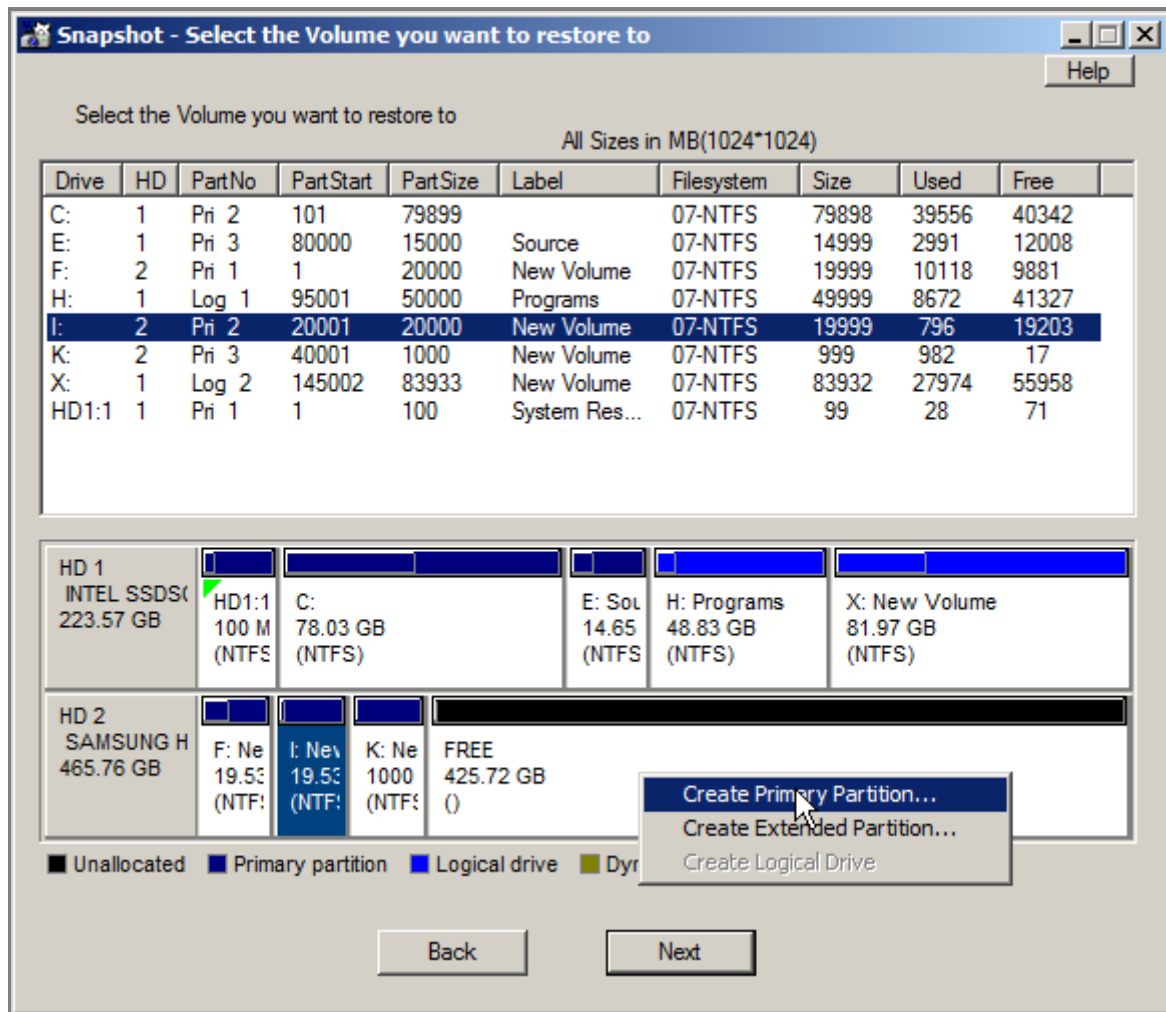 Snapshot - Select the Volume you want to restore to
Help
Select the Volume you want to restore to
All Sizes in MB(1024*1024)
Drive HD PartNo PartStart PartSize Label Filesystem Size Used Free
C: 1 Pri 2 101 79899 07-NTFS 79898 39556 40342
E: 1 Pri 3 80000 15000 Source 07-NTFS 14999 2991 12008
F: 2 Pri 1 1 20000 New Volume 07-NTFS 19999 10118 9881
H: 1 Log 1 95001 50000 Programs 07-NTFS 49999 8672 41327
I: 2 Pri 2 20001 20000 New Volume 07-NTFS 19999 796 19203
K: 2 Pri 3 40001 1000 New Volume 07-NTFS 999 982 17
X: 1 Log 2 145002 83933 New Volume 07-NTFS 83932 27974 55958
HD1:1 1 Pri 1 1 100 System Res... 07-NTFS 99 28 71
HD 1
INTEL SSDS(
223.57 GB
HD1:1
100 M
(NTFS
C:
78.03 GB
(NTFS)
E: Sou
14.65
(NTFS
H: Programs
48.83 GB
(NTFS)
X: New Volume
81.97 GB
(NTFS)
HD 2
SAMSUNG H
465.76 GB
F: Ne
19.53
(NTF
I: Nev
19.53
(NTF
K: Ne
1000
(NTFS
FREE
425.72 GB
()
Create Primary Partition...
Create Extended Partition...
Create Logical Drive
Unallocated Primary partition Logical drive Dyr
Back Next